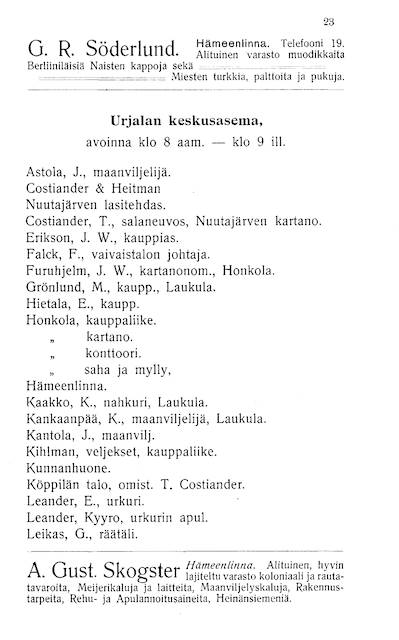 23
G. R. Söderlund. Hämeenlinna. Telefooni 19.
Alituinen varasto muodikkaita
Berliiniläisiä Naisten kappoja sekä
Miesten turkkia, palttoita ja pukuja.
Urjalan keskusasema,
avoinna klo 8 aam. — klo 9 ill.
Astola, J., maanviljelijä.
Costiander & Heitman
Nuutajärven lasitehdas.
Costiander, T., salaneuvos, Nuutajärven kartano.
Erikson, J. W., kauppias.
Falck, F., vaivaistalon johtaja.
Furuhjelm, J. W., kartanonom., Honkola.
Grönlund, M., kaupp., Laukula.
Hietala, E., kaupp.
Honkola, kauppaliike.
„ kartano.
„ konttoori.
„ saha ja mylly,
Hämeenlinna.
Kaakko, K., nahkuri, Laukula.
Kankaanpää, K., maanviljelijä, Laukula.
Kantola, J., maanvilj.
Kihlman, veljekset, kauppaliike.
Kunnanhuone.
Köppilän talo, omist. T. Costiander.
Leander, E., urkuri.
Leander, Kyyro, urkurin apul.
Leikas, G., räätäli.
A. Gust. Skogster Hämeenlinna. Alituinen, hyvin
lajiteltu varasto koloniaali ja rauta-
tavaroita, Meijerikaluja ja laitteita, Maanviljelyskaluja, Rakennus-
tarpeita, Rehu- ja Apulannoitusaineita, Heinänsiemeniä.